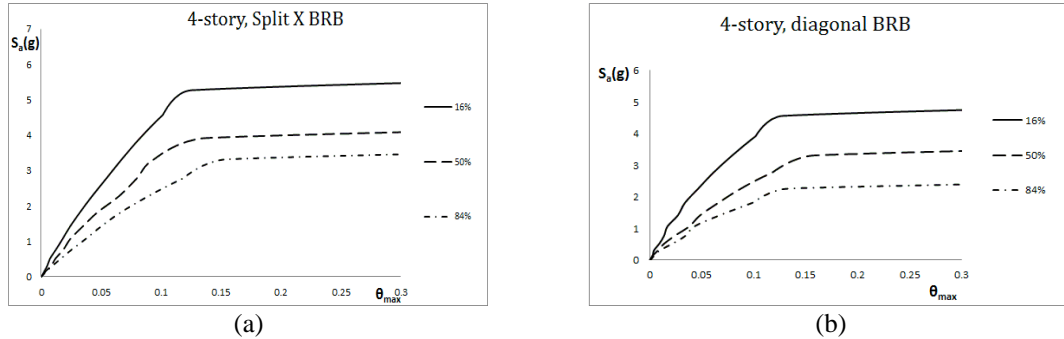 4-story, Split X BRB
Sa(g)
7
6
5
4
3
2
1
0
0 0.05 0.1 0.15 0.2 0.25 0.3
θmax
16%
50%
84%
(a)
4-story, diagonal BRB
Sa(g)
6
5
4
3
2
1
0
0 0.05 0.1 0.15 0.2 0.25 0.3
θmax
16%
50%
84%
(b)